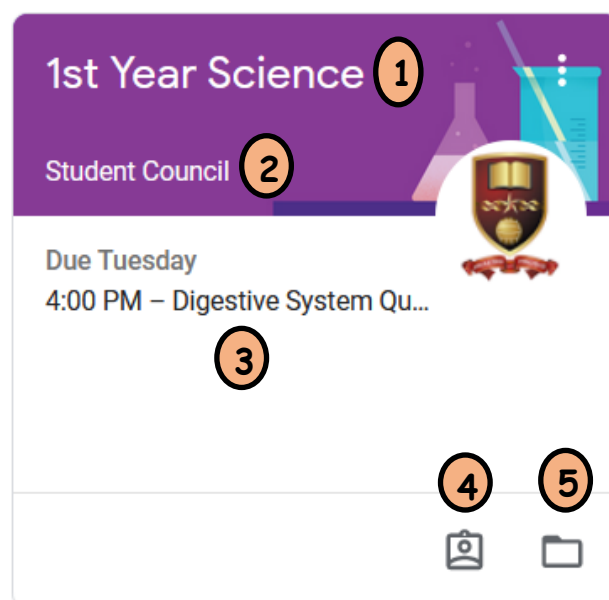 1st Year Science 1
Student Council 2
Due Tuesday
4:00 PM – Digestive System Qu...
3
4 5